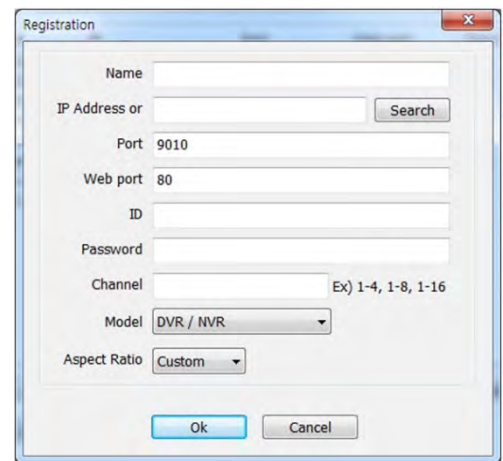 Registration
Name
IP Address or Search
Port 9010
Web port 80
ID
Password
Channel Ex) 1-4, 1-8, 1-16
Model DVR / NVR
Aspect Ratio Custom
Ok Cancel